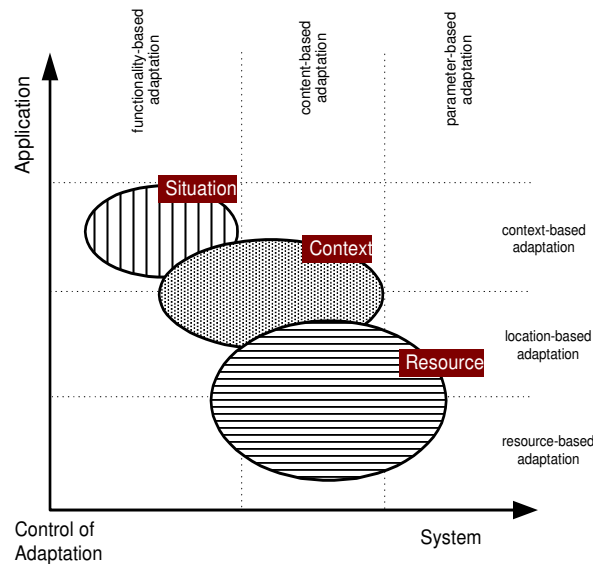 functionality-based
adaptation
content-based
adaptation
parameter-based
adaptation
Application
Situation
Context
context-based
adaptation
location-based
adaptation
Resource
resource-based
adaptation
Control of
Adaptation
System